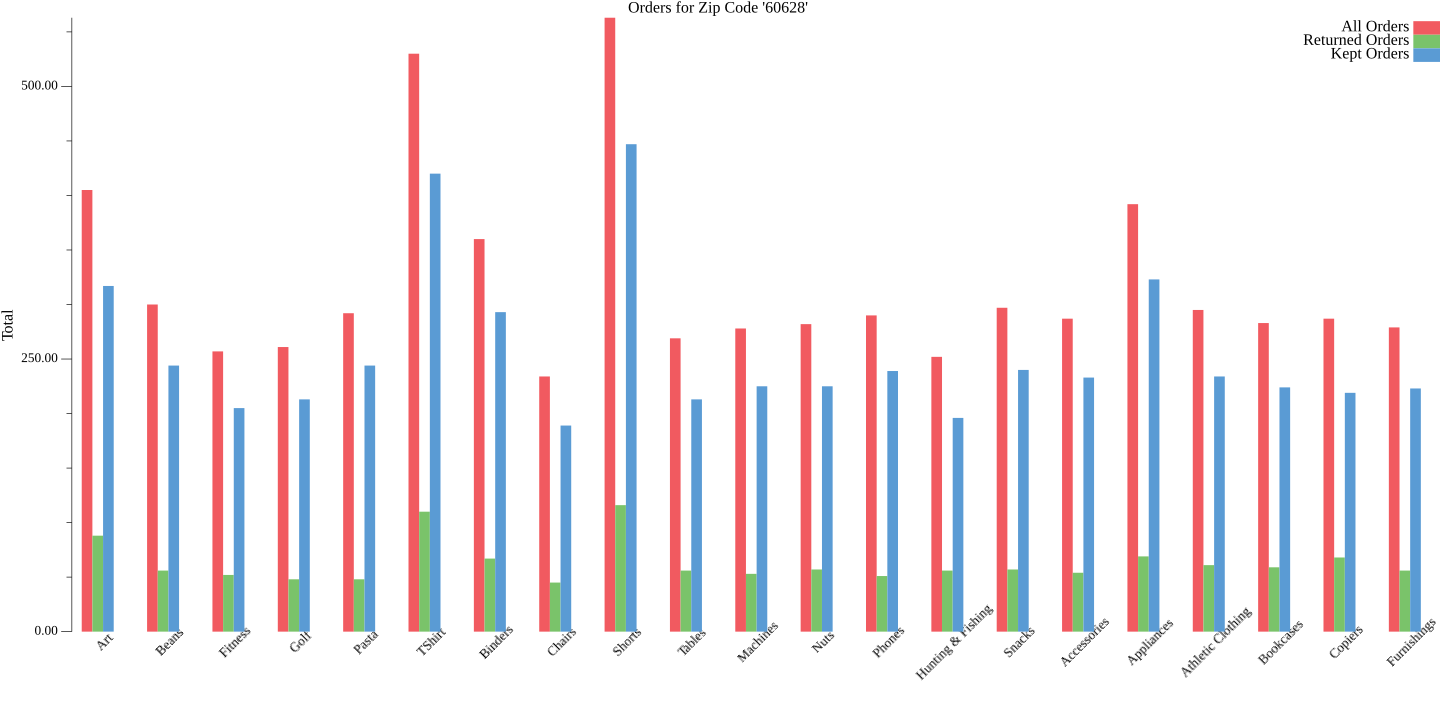 Orders for Zip Code '60628'
All Orders
Returned Orders
Kept Orders
500.00
250.00
0.00
Total
Art
Beans
Fitness
Golf
Pasta
TShirt
Binders
Chairs
Shorts
Tables
Machines
Nuts
Phones
Hunting & Fishing
Snacks
Accessories
Appliances
Athletic Clothing
Bookcases
Copiers
Furnishings